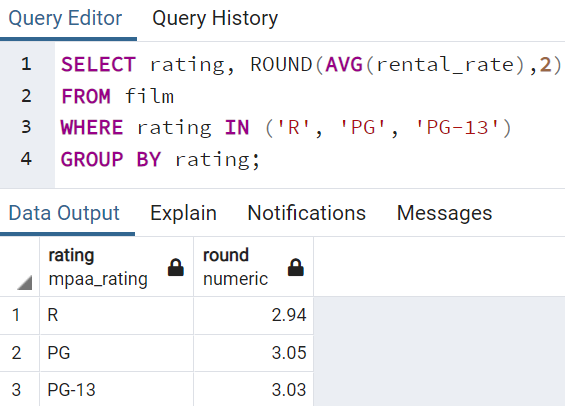 Query Editor Query History
1 SELECT rating, ROUND(AVG(rental_rate),2)
2 FROM film
3 WHERE rating IN ('R', 'PG', 'PG-13')
4 GROUP BY rating;
Data Output Explain Notifications Messages
rating round
mpaa_rating numeric
1 R 2.94
2 PG 3.05
3 PG-13 3.03